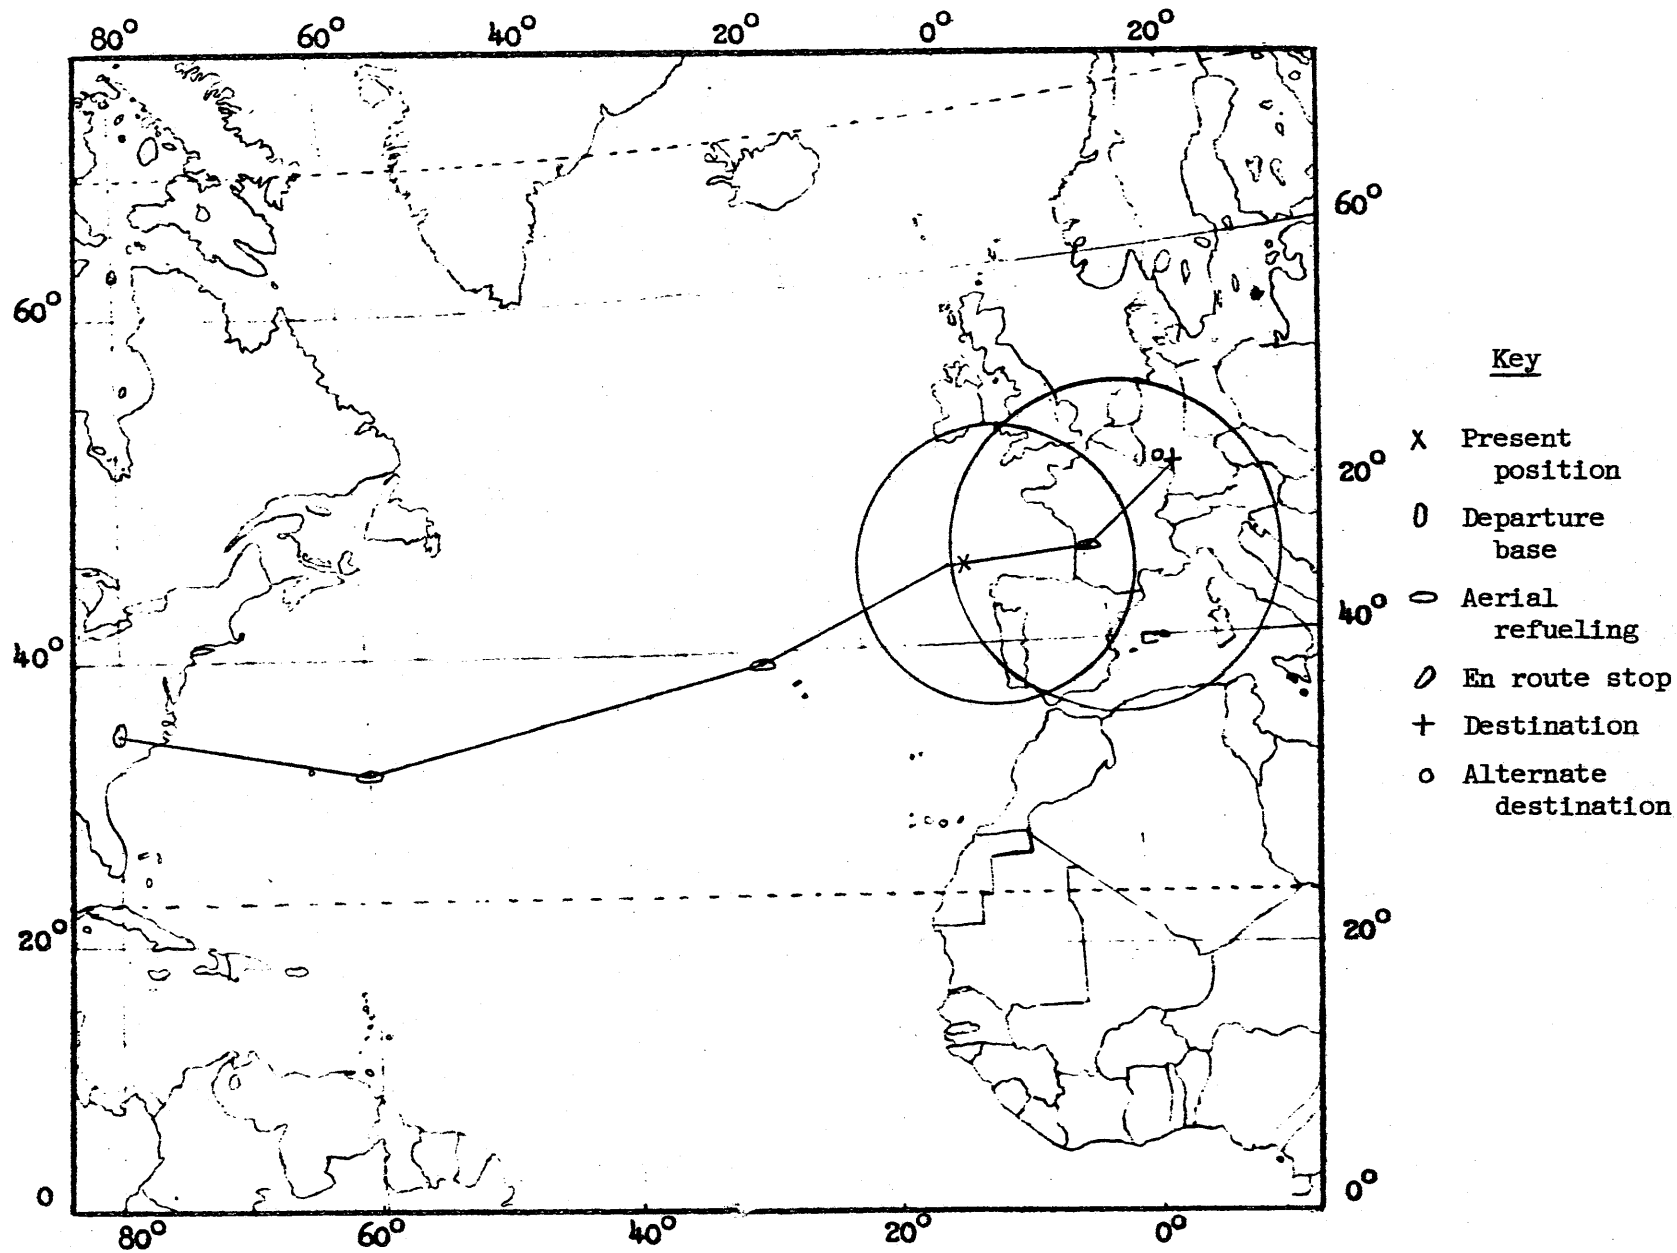 80° 60° 40° 20° 0° 20°
60°
60°
Key
x Present
position
20°
Departure
base
40°
Aerial
refueling
40°
En route stop
+ Destination
o Alternate
destination
20°
20°
0
0°
80° 60° 40° 20° 0°